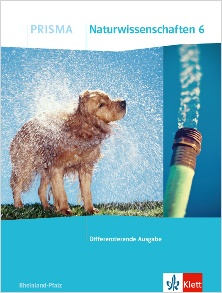 PRISMA Naturwissenschaften 6
Differenzierende Ausgabe
Rheinland-Pfalz
Klett